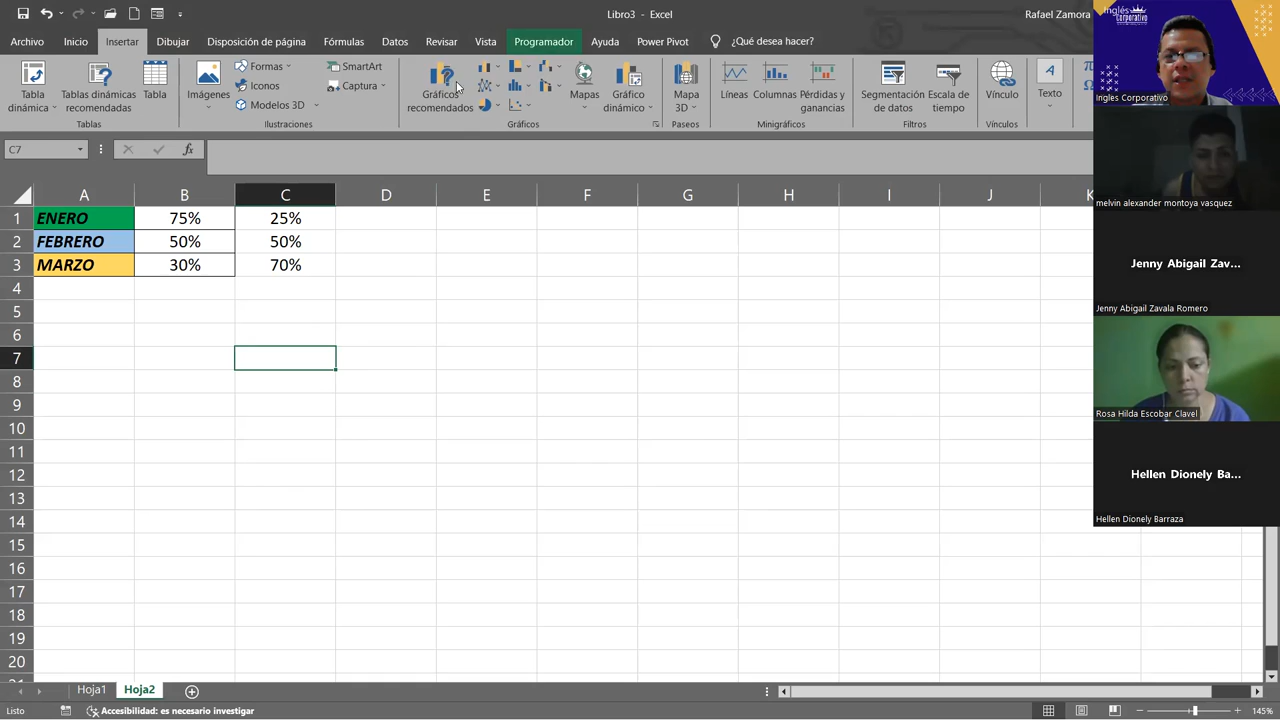 Libro3 - Excel
Rafael Zamora
Archivo Inicio Insertar Dibujar Disposición de página Fórmulas Datos Revisar Vista Programador Ayuda Power Pivot ¿Qué desea hacer?
Tabla dinámica
Tablas dinámicas recomendadas
Tabla
Tablas
Imágenes
Formas
Iconos
Modelos 3D
SmartArt
Captura
Ilustraciones
Gráficos recomendados
Mapas
Gráfico dinámico
Gráficos
Mapa 3D
Paseos
Líneas
Columnas
Pérdidas y ganancias
Minigráficos
Segmentación de datos
Escala de tiempo
Filtros
Vínculo
Vínculos
Texto
C7
fx
A B C D E F G H I J K
1 ENERO 75% 25%
2 FEBRERO 50% 50%
3 MARZO 30% 70%
4
5
6
7
8
9
10
11
12
13
14
15
16
17
18
19
20
Hoja1 Hoja2
Listo
Accesibilidad: es necesario investigar
145%
Inglés
Corporativo
Ingles Corporativo
melvin alexander montoya vasquez
Jenny Abigail Zav...
Jenny Abigail Zavala Romero
Rosa Hilda Escobar Clavel
Hellen Dionely Ba...
Hellen Dionely Barraza